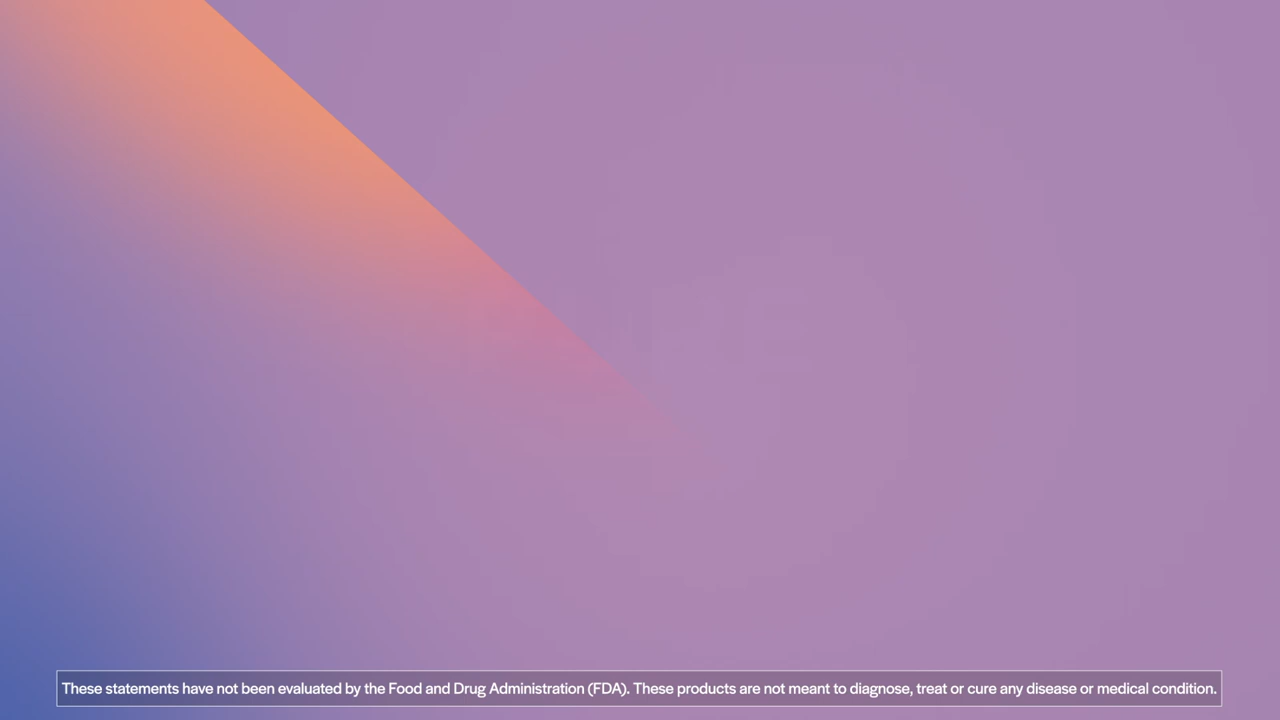 These statements have not been evaluated by the Food and Drug Administration (FDA). These products are not meant to diagnose, treat or cure any disease or medical condition.